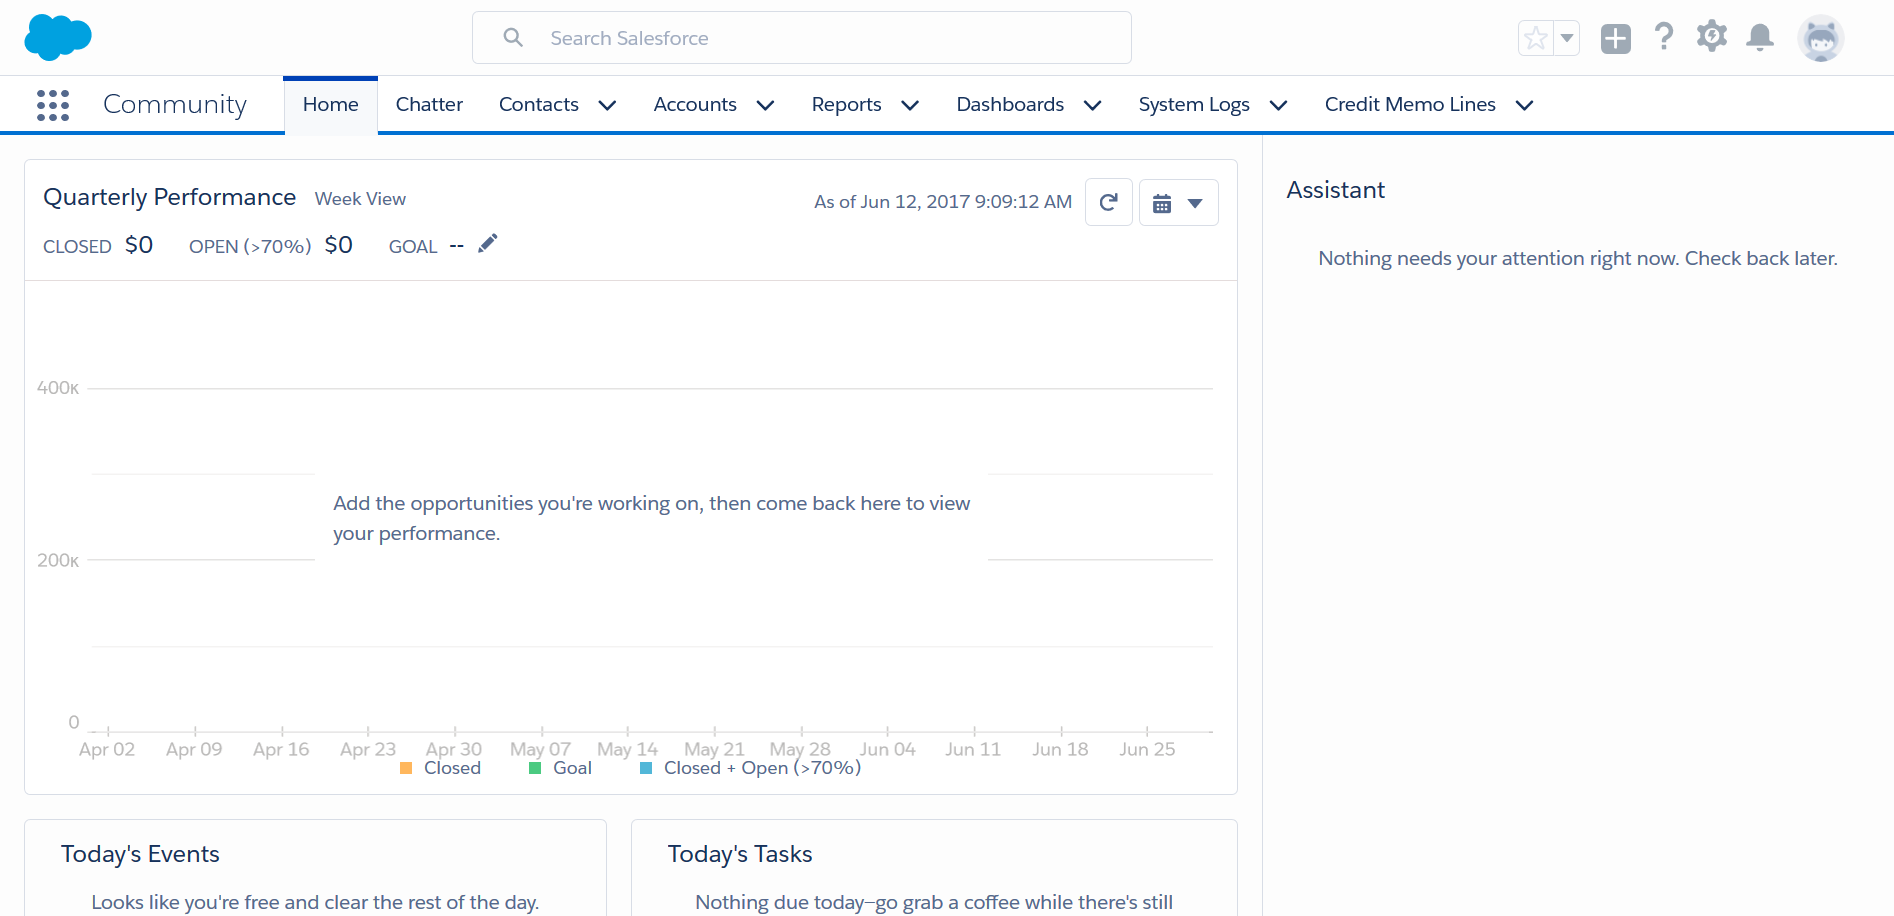 Search Salesforce
Community
Home
Chatter
Contacts
Accounts
Reports
Dashboards
System Logs
Credit Memo Lines
Quarterly Performance Week View
As of Jun 12, 2017 9:09:12 AM
CLOSED $0 OPEN (>70%) $0 GOAL --
400K
200K
0
Add the opportunities you're working on, then come back here to view
your performance.
Apr 02 Apr 09 Apr 16 Apr 23 Apr 30 May 07 May 14 May 21 May 28 Jun 04 Jun 11 Jun 18 Jun 25
Closed Goal Closed + Open (>70%)
Assistant
Nothing needs your attention right now. Check back later.
Today's Events
Looks like you're free and clear the rest of the day.
Today's Tasks
Nothing due today—go grab a coffee while there's still